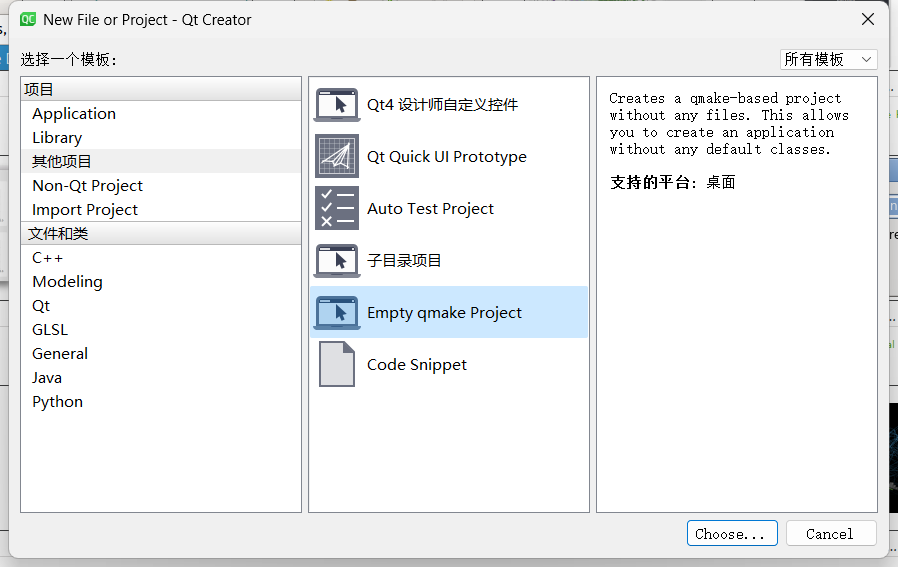 QC New File or Project - Qt Creator
选择一个模板:
所有模板
项目
Application
Library
其他项目
Non-Qt Project
Import Project
文件和类
C++
Modeling
Qt
GLSL
General
Java
Python
Qt4 设计师自定义控件
Qt Quick UI Prototype
Auto Test Project
子目录项目
Empty qmake Project
Code Snippet
Creates a qmake-based project
without any files. This allows
you to create an application
without any default classes.
支持的平台: 桌面
Choose...
Cancel